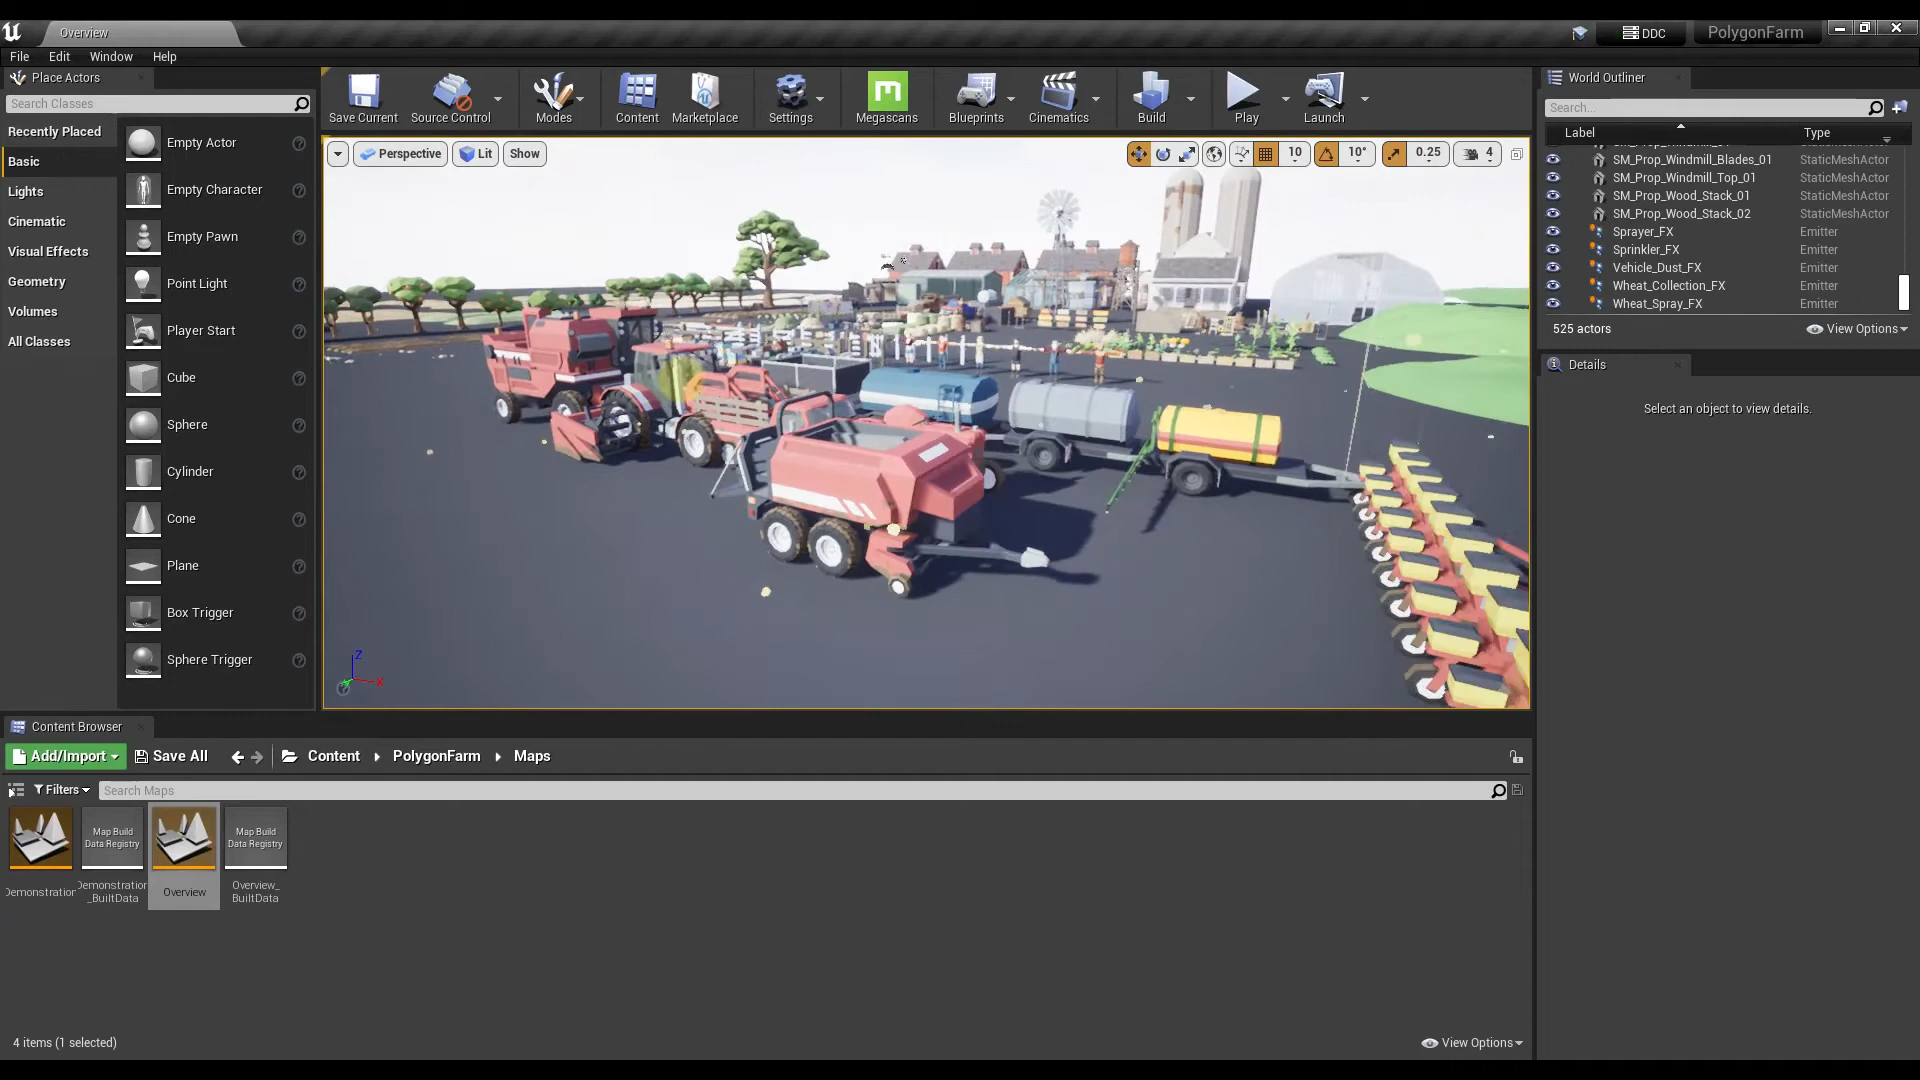 Overview
DDC
PolygonFarm
File Edit Window Help
Place Actors
Search Classes
Recently Placed
Basic
Lights
Cinematic
Visual Effects
Geometry
Volumes
All Classes
Empty Actor
Empty Character
Empty Pawn
Point Light
Player Start
Cube
Sphere
Cylinder
Cone
Plane
Box Trigger
Sphere Trigger
Save Current
Source Control
Modes
Content
Marketplace
Settings
Megascans
Blueprints
Cinematics
Build
Play
Launch
Perspective
Lit
Show
10
10°
0.25
4
Z
X
World Outliner
Search...
Label Type
SM_Prop_Windmill_Blades_01 StaticMeshActor
SM_Prop_Windmill_Top_01 StaticMeshActor
SM_Prop_Wood_Stack_01 StaticMeshActor
SM_Prop_Wood_Stack_02 StaticMeshActor
Sprayer_FX Emitter
Sprinkler_FX Emitter
Vehicle_Dust_FX Emitter
Wheat_Collection_FX Emitter
Wheat_Spray_FX Emitter
525 actors
View Options
Details
Select an object to view details.
Content Browser
Add/Import
Save All
Content
PolygonFarm
Maps
Filters
Search Maps
Map Build
Data Registry
Map Build
Data Registry
Demonstration
Demonstration
_BuiltData
Overview
Overview_
BuiltData
4 items (1 selected)
View Options